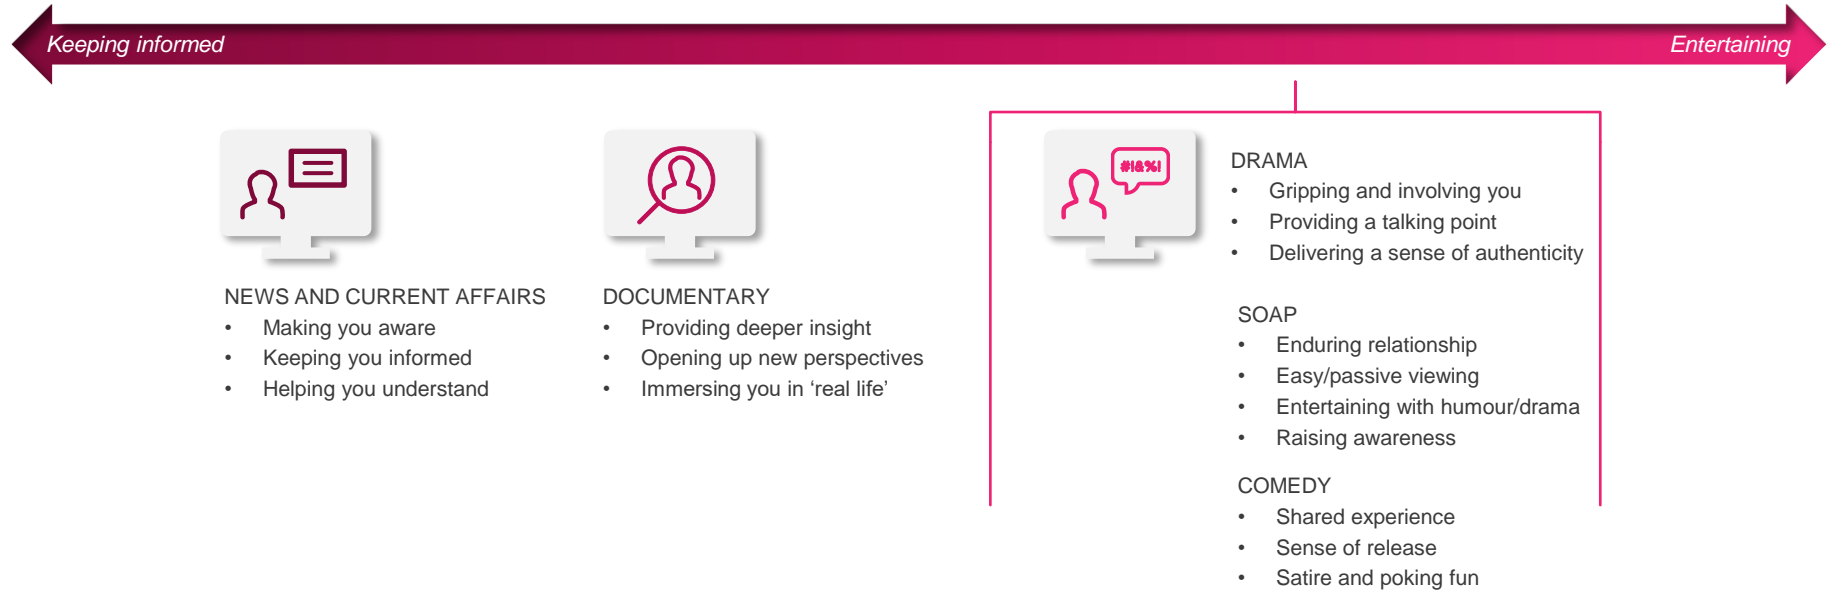 Keeping informed
Entertaining
NEWS AND CURRENT AFFAIRS
• Making you aware
• Keeping you informed
• Helping you understand
DOCUMENTARY
• Providing deeper insight
• Opening up new perspectives
• Immersing you in ‘real life’
#!&%!
DRAMA
• Gripping and involving you
• Providing a talking point
• Delivering a sense of authenticity
SOAP
• Enduring relationship
• Easy/passive viewing
• Entertaining with humour/drama
• Raising awareness
COMEDY
• Shared experience
• Sense of release
• Satire and poking fun